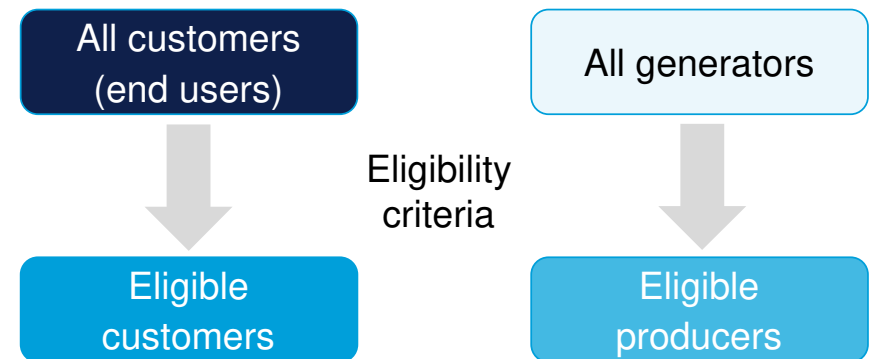 All customers
(end users)
All generators
Eligibility
criteria
Eligible
customers
Eligible
producers